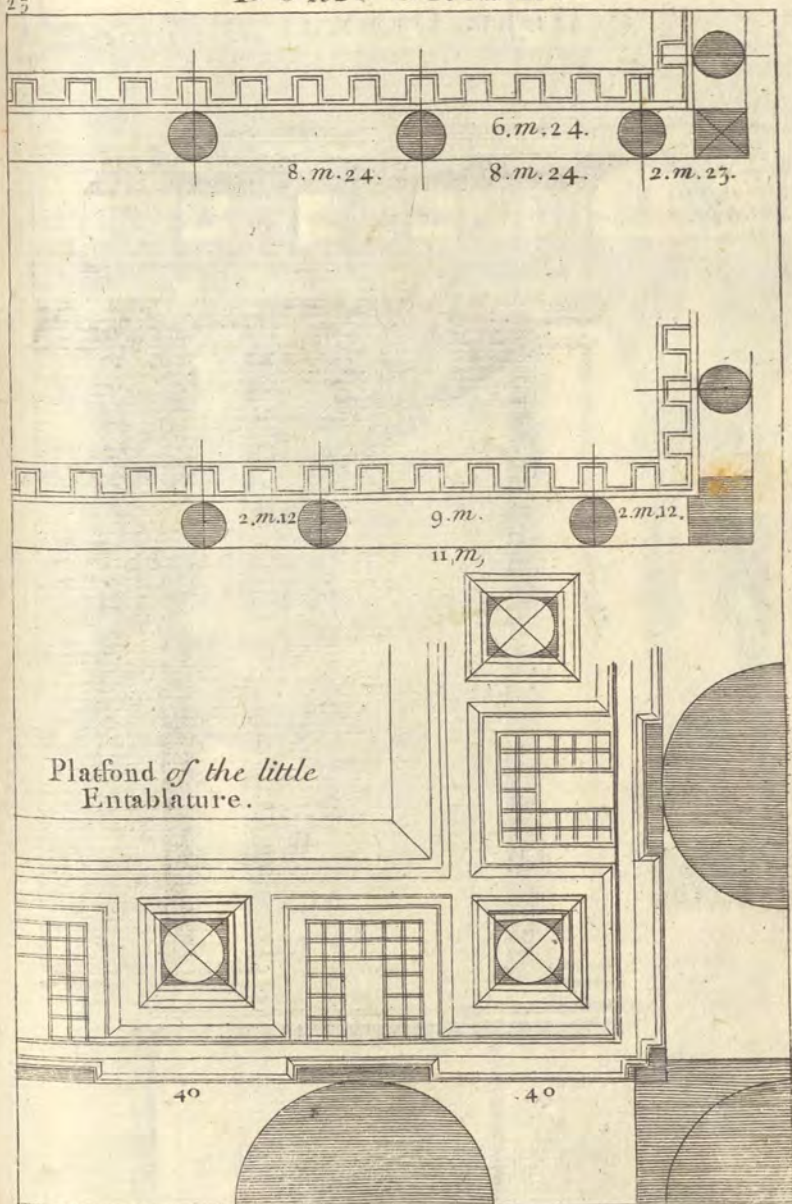 25
6.m.24.
8.m.24. 8.m.24. 2.m.23.
2.m.12 9.m. 2.m.12.
11,m,
Platfond of the little
Entablature.
40 40